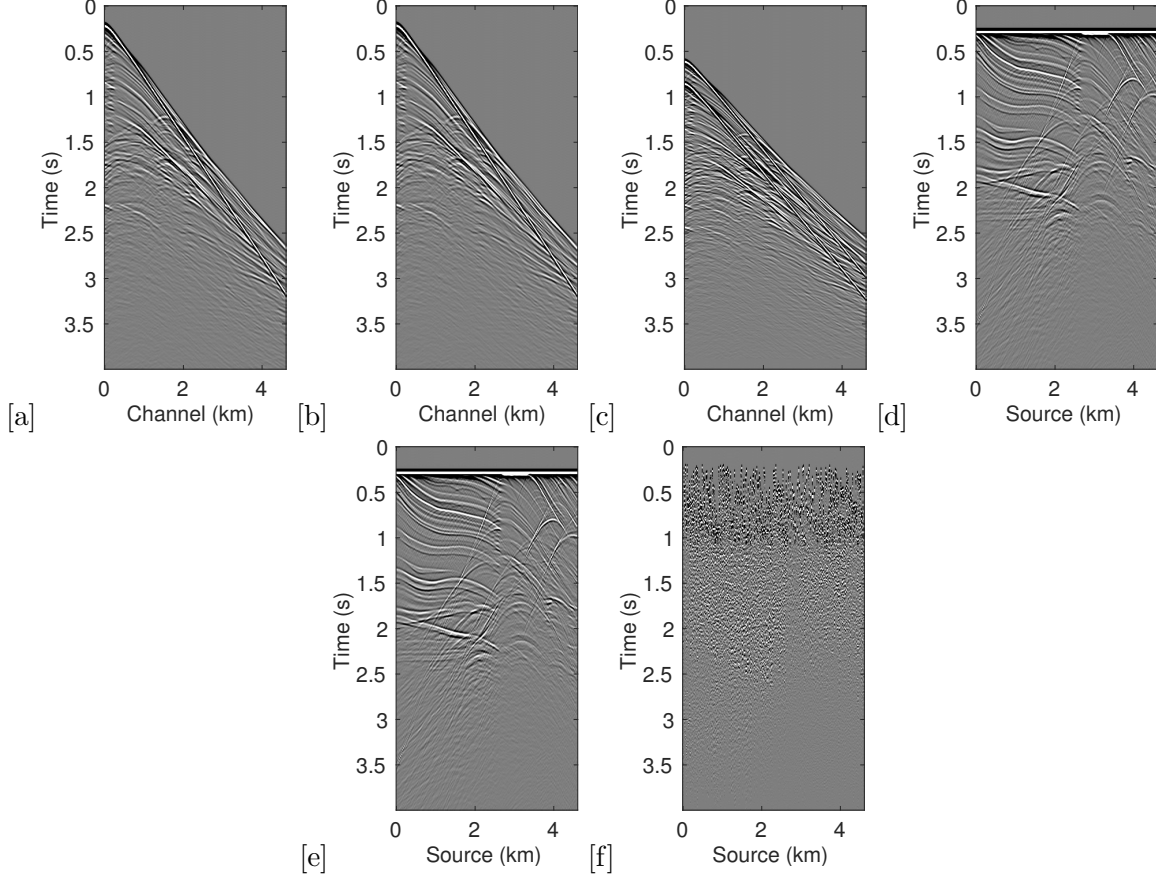 0 0 0 0
0.5 0.5 0.5 0.5
1 1 1 1
1.5 1.5 1.5 1.5
2 2 2 2
2.5 2.5 2.5 2.5
3 3 3 3
3.5 3.5 3.5 3.5
Time (s) Time (s) Time (s) Time (s)
0 2 4 0 2 4 0 2 4 0 2 4
[a] Channel (km) [b] Channel (km) [c] Channel (km) [d] Source (km)
0 0
0.5 0.5
1 1
1.5 1.5
2 2
2.5 2.5
3 3
3.5 3.5
Time (s) Time (s)
0 2 4 0 2 4
[e] Source (km) [f] Source (km)